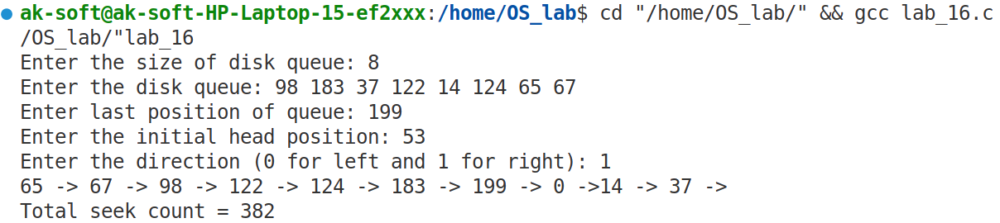 ak-soft@ak-soft-HP-Laptop-15-ef2xxx:/home/OS_lab$ cd "/home/OS_lab/" && gcc lab_16.c
/OS_lab/"lab_16
Enter the size of disk queue: 8
Enter the disk queue: 98 183 37 122 14 124 65 67
Enter last position of queue: 199
Enter the initial head position: 53
Enter the direction (0 for left and 1 for right): 1
65 -> 67 -> 98 -> 122 -> 124 -> 183 -> 199 -> 0 ->14 -> 37 ->
Total seek count = 382